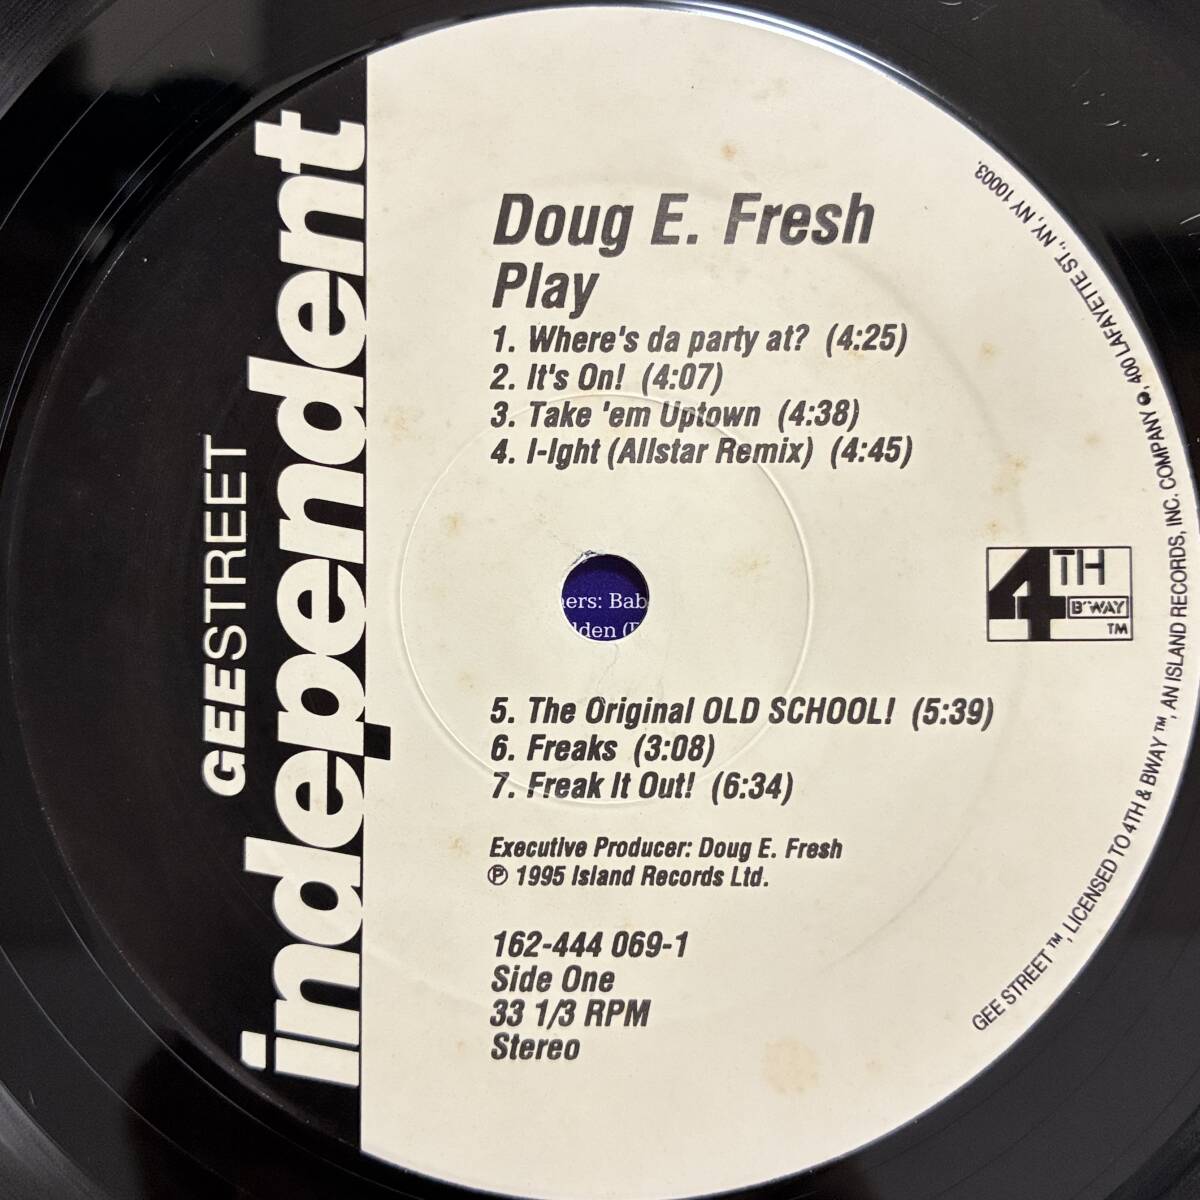 GEESTREET
independent
Doug E. Fresh
Play
1. Where's da party at? (4:25)
2. It's On! (4:07)
3. Take 'em Uptown (4:38)
4. I-Ight (Allstar Remix) (4:45)
ers: Bab
lden (
4TH
B'WAY
TM
5. The Original OLD SCHOOL! (5:39)
6. Freaks (3:08)
7. Freak It Out! (6:34)
Executive Producer: Doug E. Fresh
℗ 1995 Island Records Ltd.
162-444 069-1
Side One
33 1/3 RPM
Stereo
GEE STREET™, LICENSED TO 4TH & BWAY™, AN ISLAND RECORDS, INC. COMPANY ●, 400 LAFAYETTE ST., NY, NY 10003.